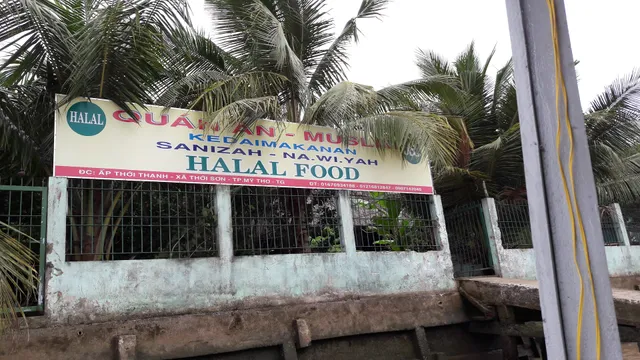 HALAL
QUÁN ĂN - MUSLI
KEDAIMAKANAN
SANIZAH - NA.WI.YAH
HALAL FOOD
ĐC: ẤP THỚI THẠNH - XÃ THỚI SƠN - TP.MỸ THO - TG